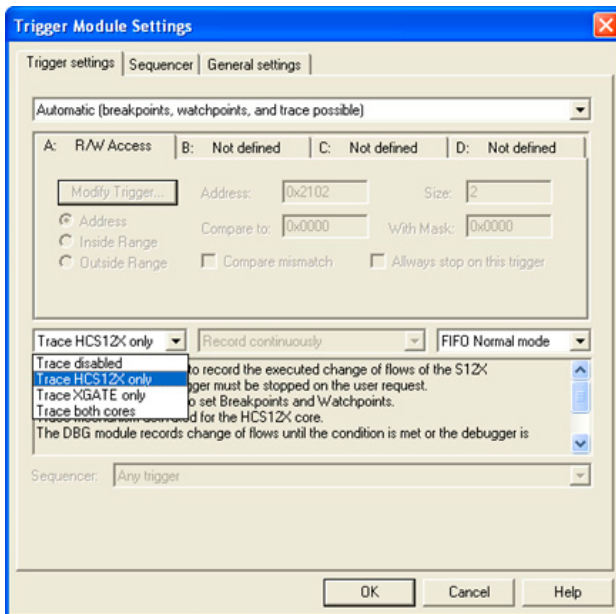 Trigger Module Settings
Trigger settings Sequencer General settings
Automatic (breakpoints, watchpoints, and trace possible)
A: R/W Access B: Not defined C: Not defined D: Not defined
Modify Trigger... Address: 0x2102 Size: 2
Address Compare to: 0x0000 With Mask: 0x0000
Inside Range
Outside Range Compare mismatch Allways stop on this trigger
Trace HCS12X only Record continuously FIFO Normal mode
Trace disabled
Trace HCS12X only to record the executed change of flows of the S12X
Trace XGATE only gger must be stopped on the user request.
Trace both cores to set Breakpoints and Watchpoints.
for the HCS12X core.
The DBG module records change of flows until the condition is met or the debugger is
Sequencer: Any trigger
OK Cancel Help